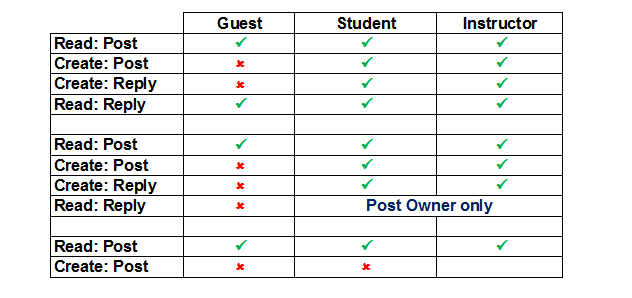 Guest Student Instructor
Read: Post ✓ ✓ ✓
Create: Post ✗ ✓ ✓
Create: Reply ✗ ✓ ✓
Read: Reply ✓ ✓ ✓
Read: Post ✓ ✓ ✓
Create: Post ✗ ✓ ✓
Create: Reply ✗ ✓ ✓
Read: Reply ✗ Post Owner only
Read: Post ✓ ✓ ✓
Create: Post ✗ ✗